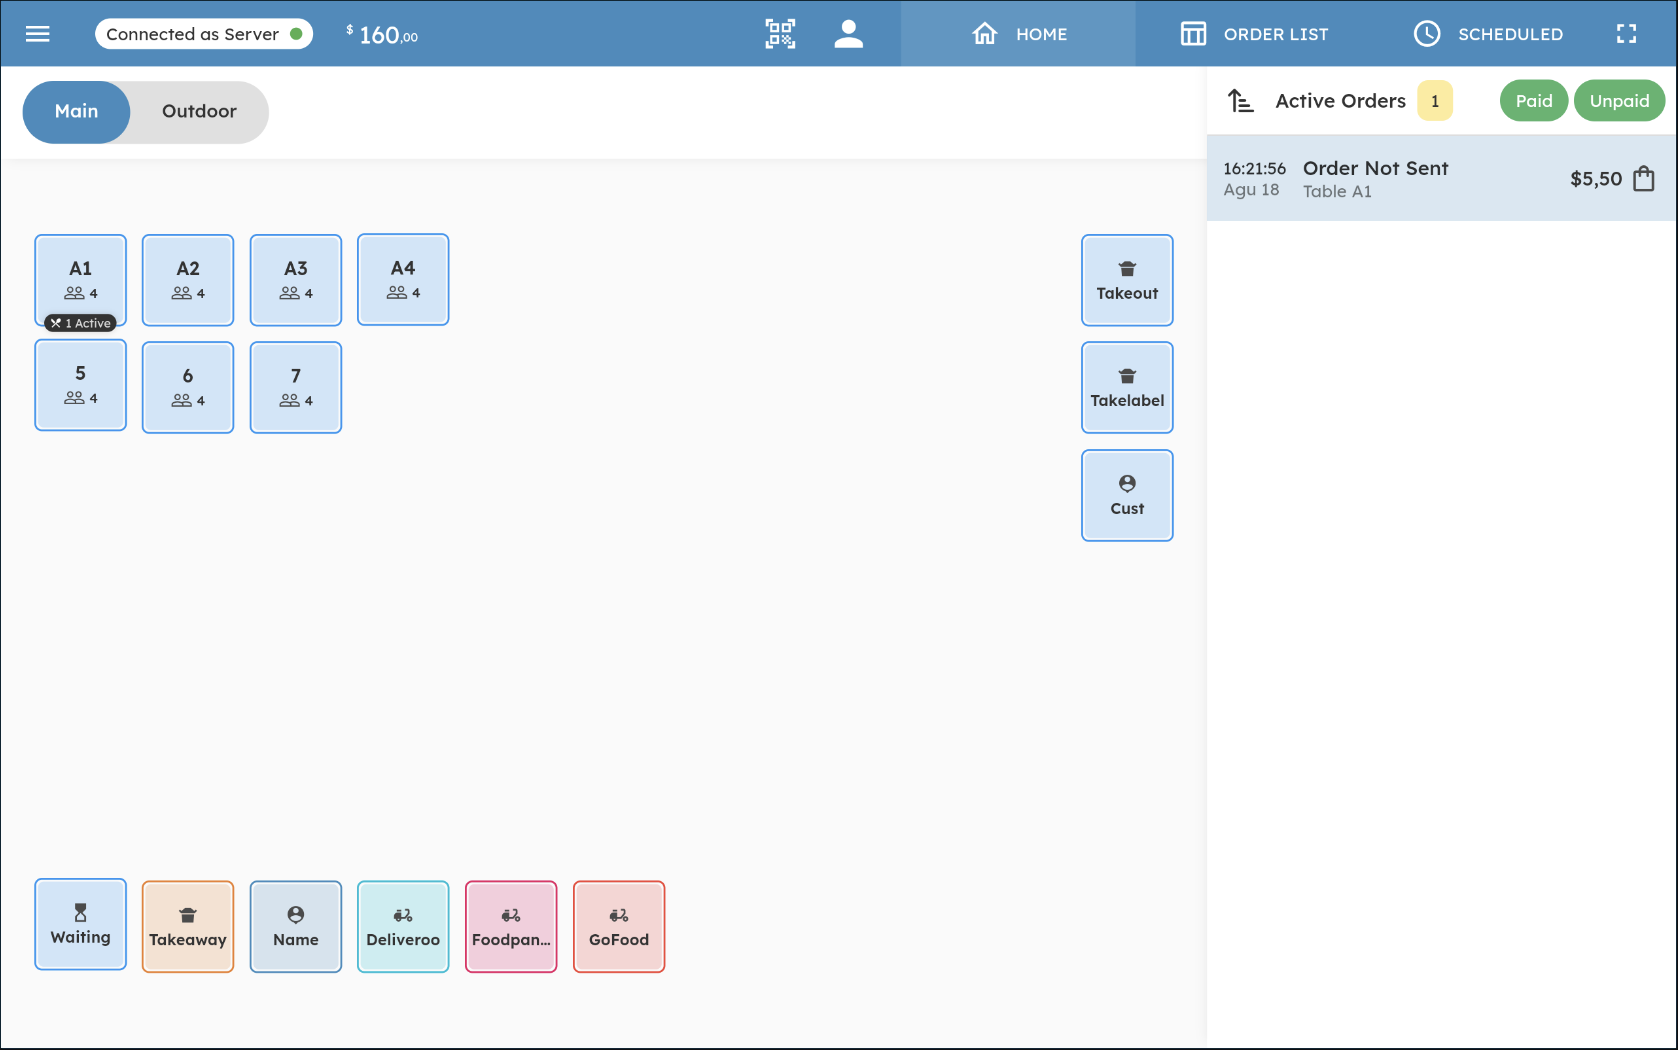 Connected as Server
$ 160,00
HOME
ORDER LIST
SCHEDULED
Main
Outdoor
Active Orders 1
Paid
Unpaid
16:21:56 Order Not Sent
Agu 18 Table A1
$5,50
A1
4
1 Active
A2
4
A3
4
A4
4
Takeout
5
4
6
4
7
4
Takelabel
Cust
Waiting
Takeaway
Name
Deliveroo
Foodpan...
GoFood